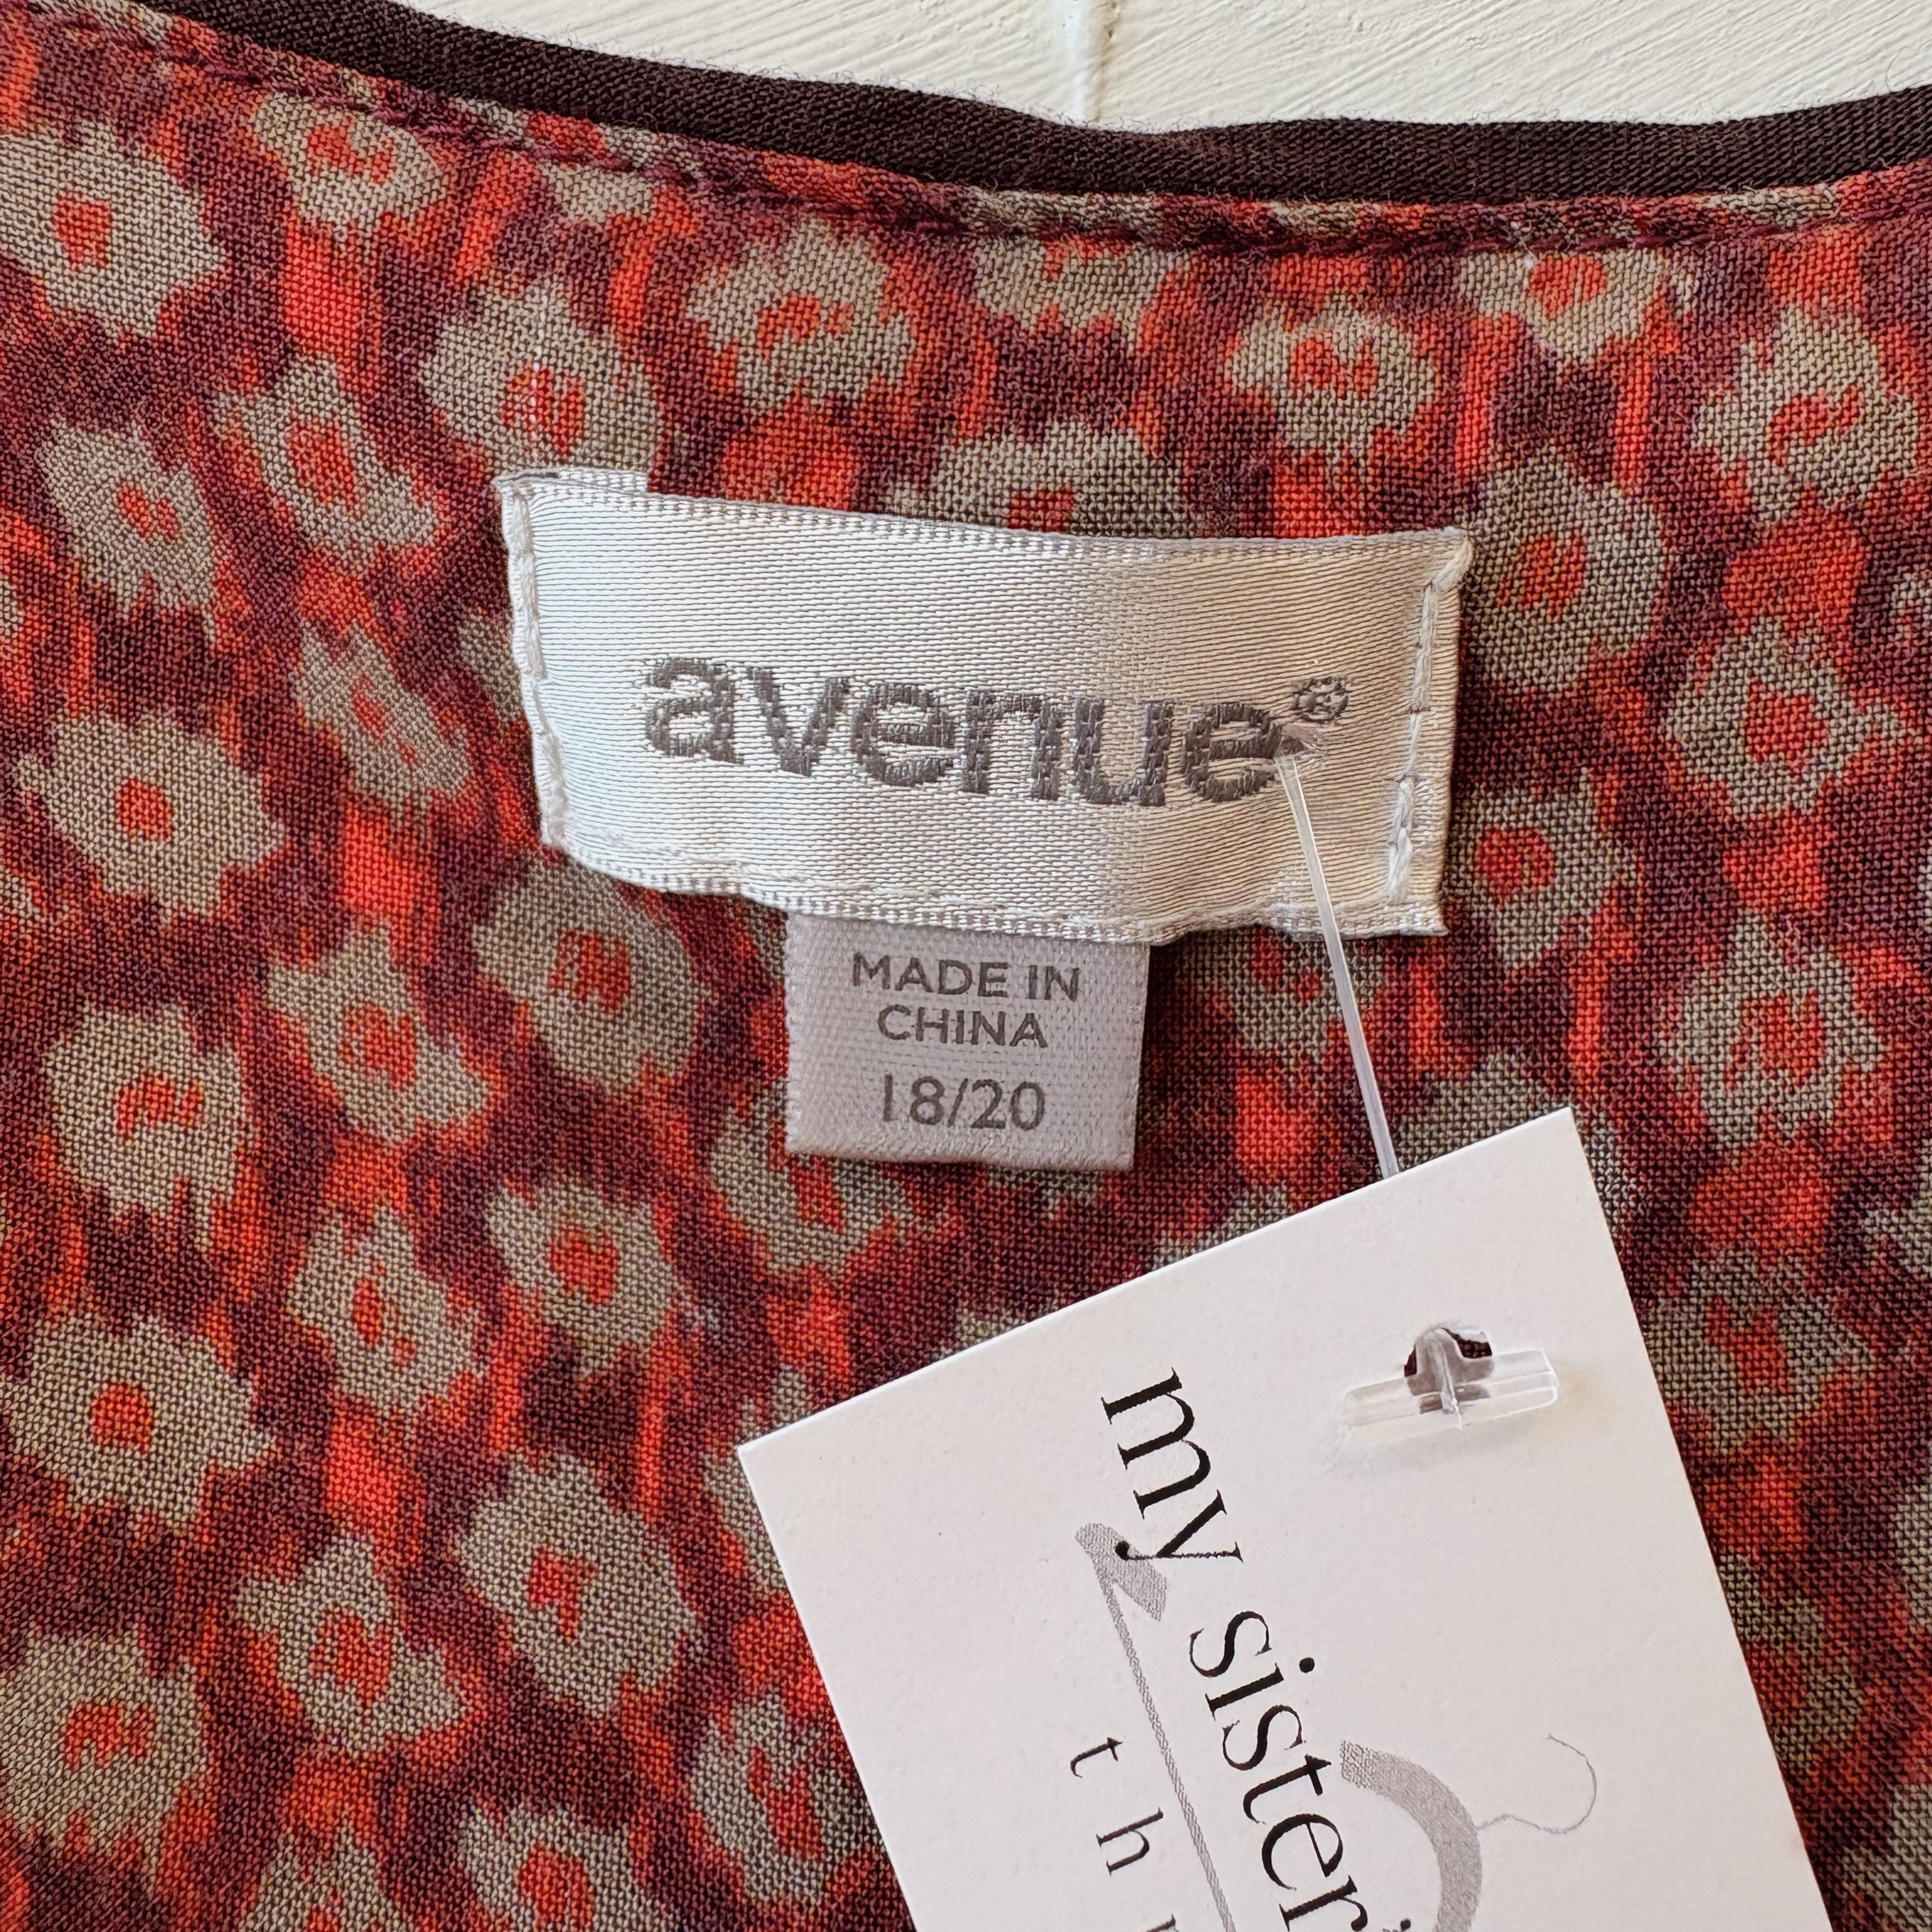 avenue®
MADE IN
CHINA
18/20
my sister